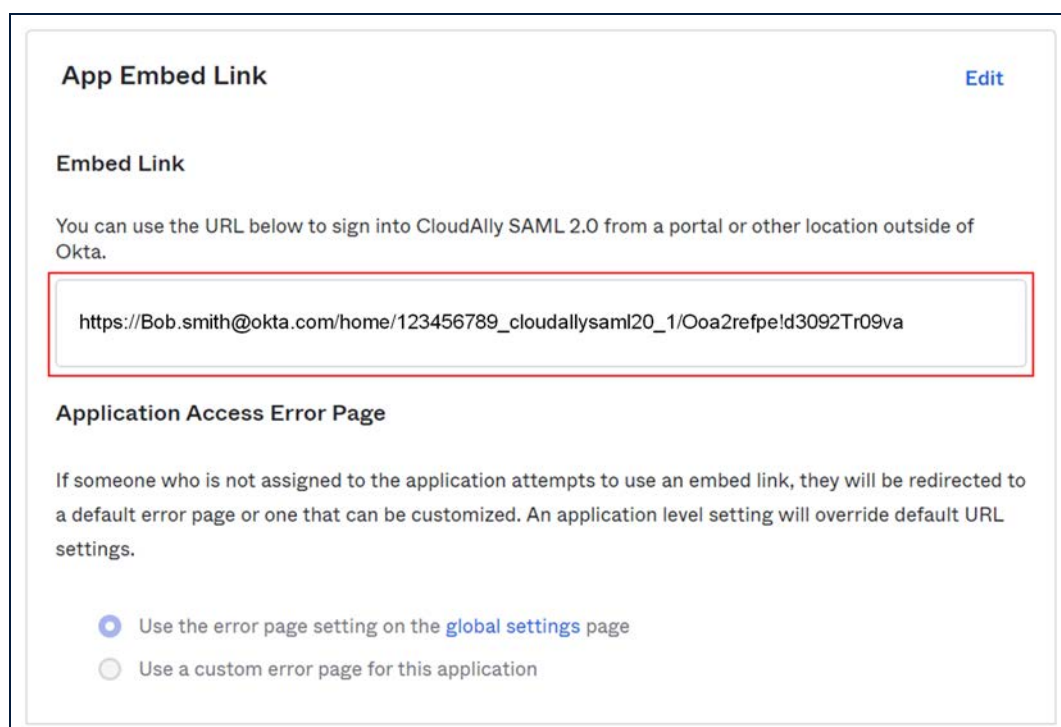 App Embed Link
Edit
Embed Link
You can use the URL below to sign into CloudAlly SAML 2.0 from a portal or other location outside of
Okta.
https://Bob.smith@okta.com/home/123456789_cloudallysaml20_1/Ooa2refpe!d3092Tr09va
Application Access Error Page
If someone who is not assigned to the application attempts to use an embed link, they will be redirected to
a default error page or one that can be customized. An application level setting will override default URL
settings.
Use the error page setting on the global settings page
Use a custom error page for this application